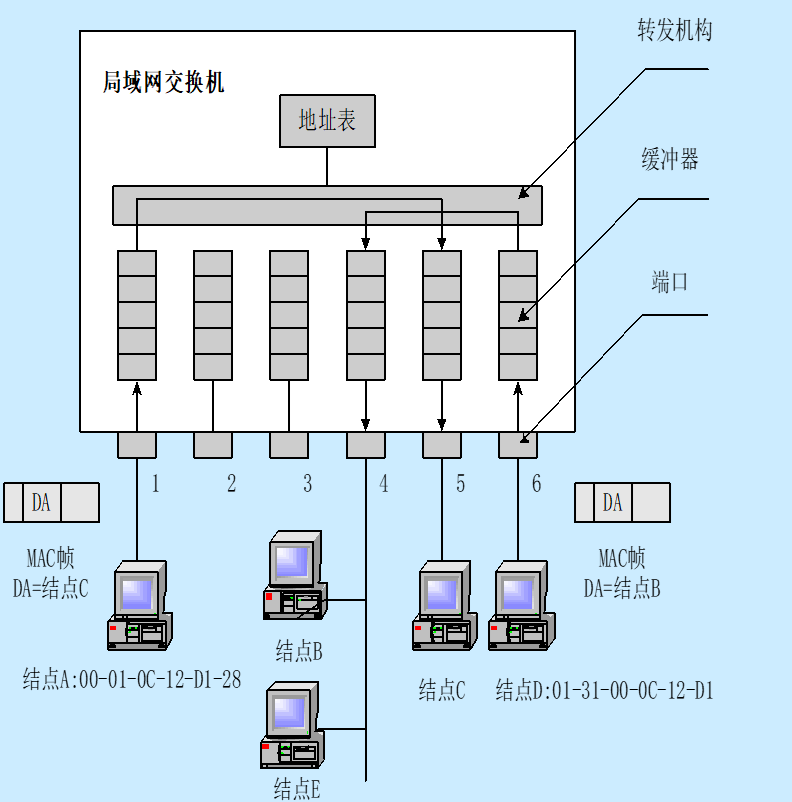 转发机构
局域网交换机
地址表
缓冲器
端口
1 2 3 4 5 6
DA
DA
MAC帧
DA=结点C
MAC帧
DA=结点B
结点B
结点A:00-01-0C-12-D1-28
结点C
结点D:01-31-00-0C-12-D1
结点E